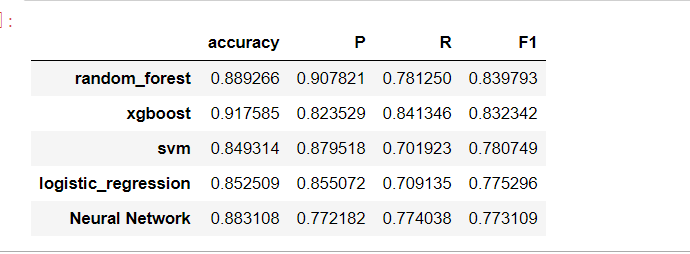 ]:
accuracy P R F1
random_forest 0.889266 0.907821 0.781250 0.839793
xgboost 0.917585 0.823529 0.841346 0.832342
svm 0.849314 0.879518 0.701923 0.780749
logistic_regression 0.852509 0.855072 0.709135 0.775296
Neural Network 0.883108 0.772182 0.774038 0.773109